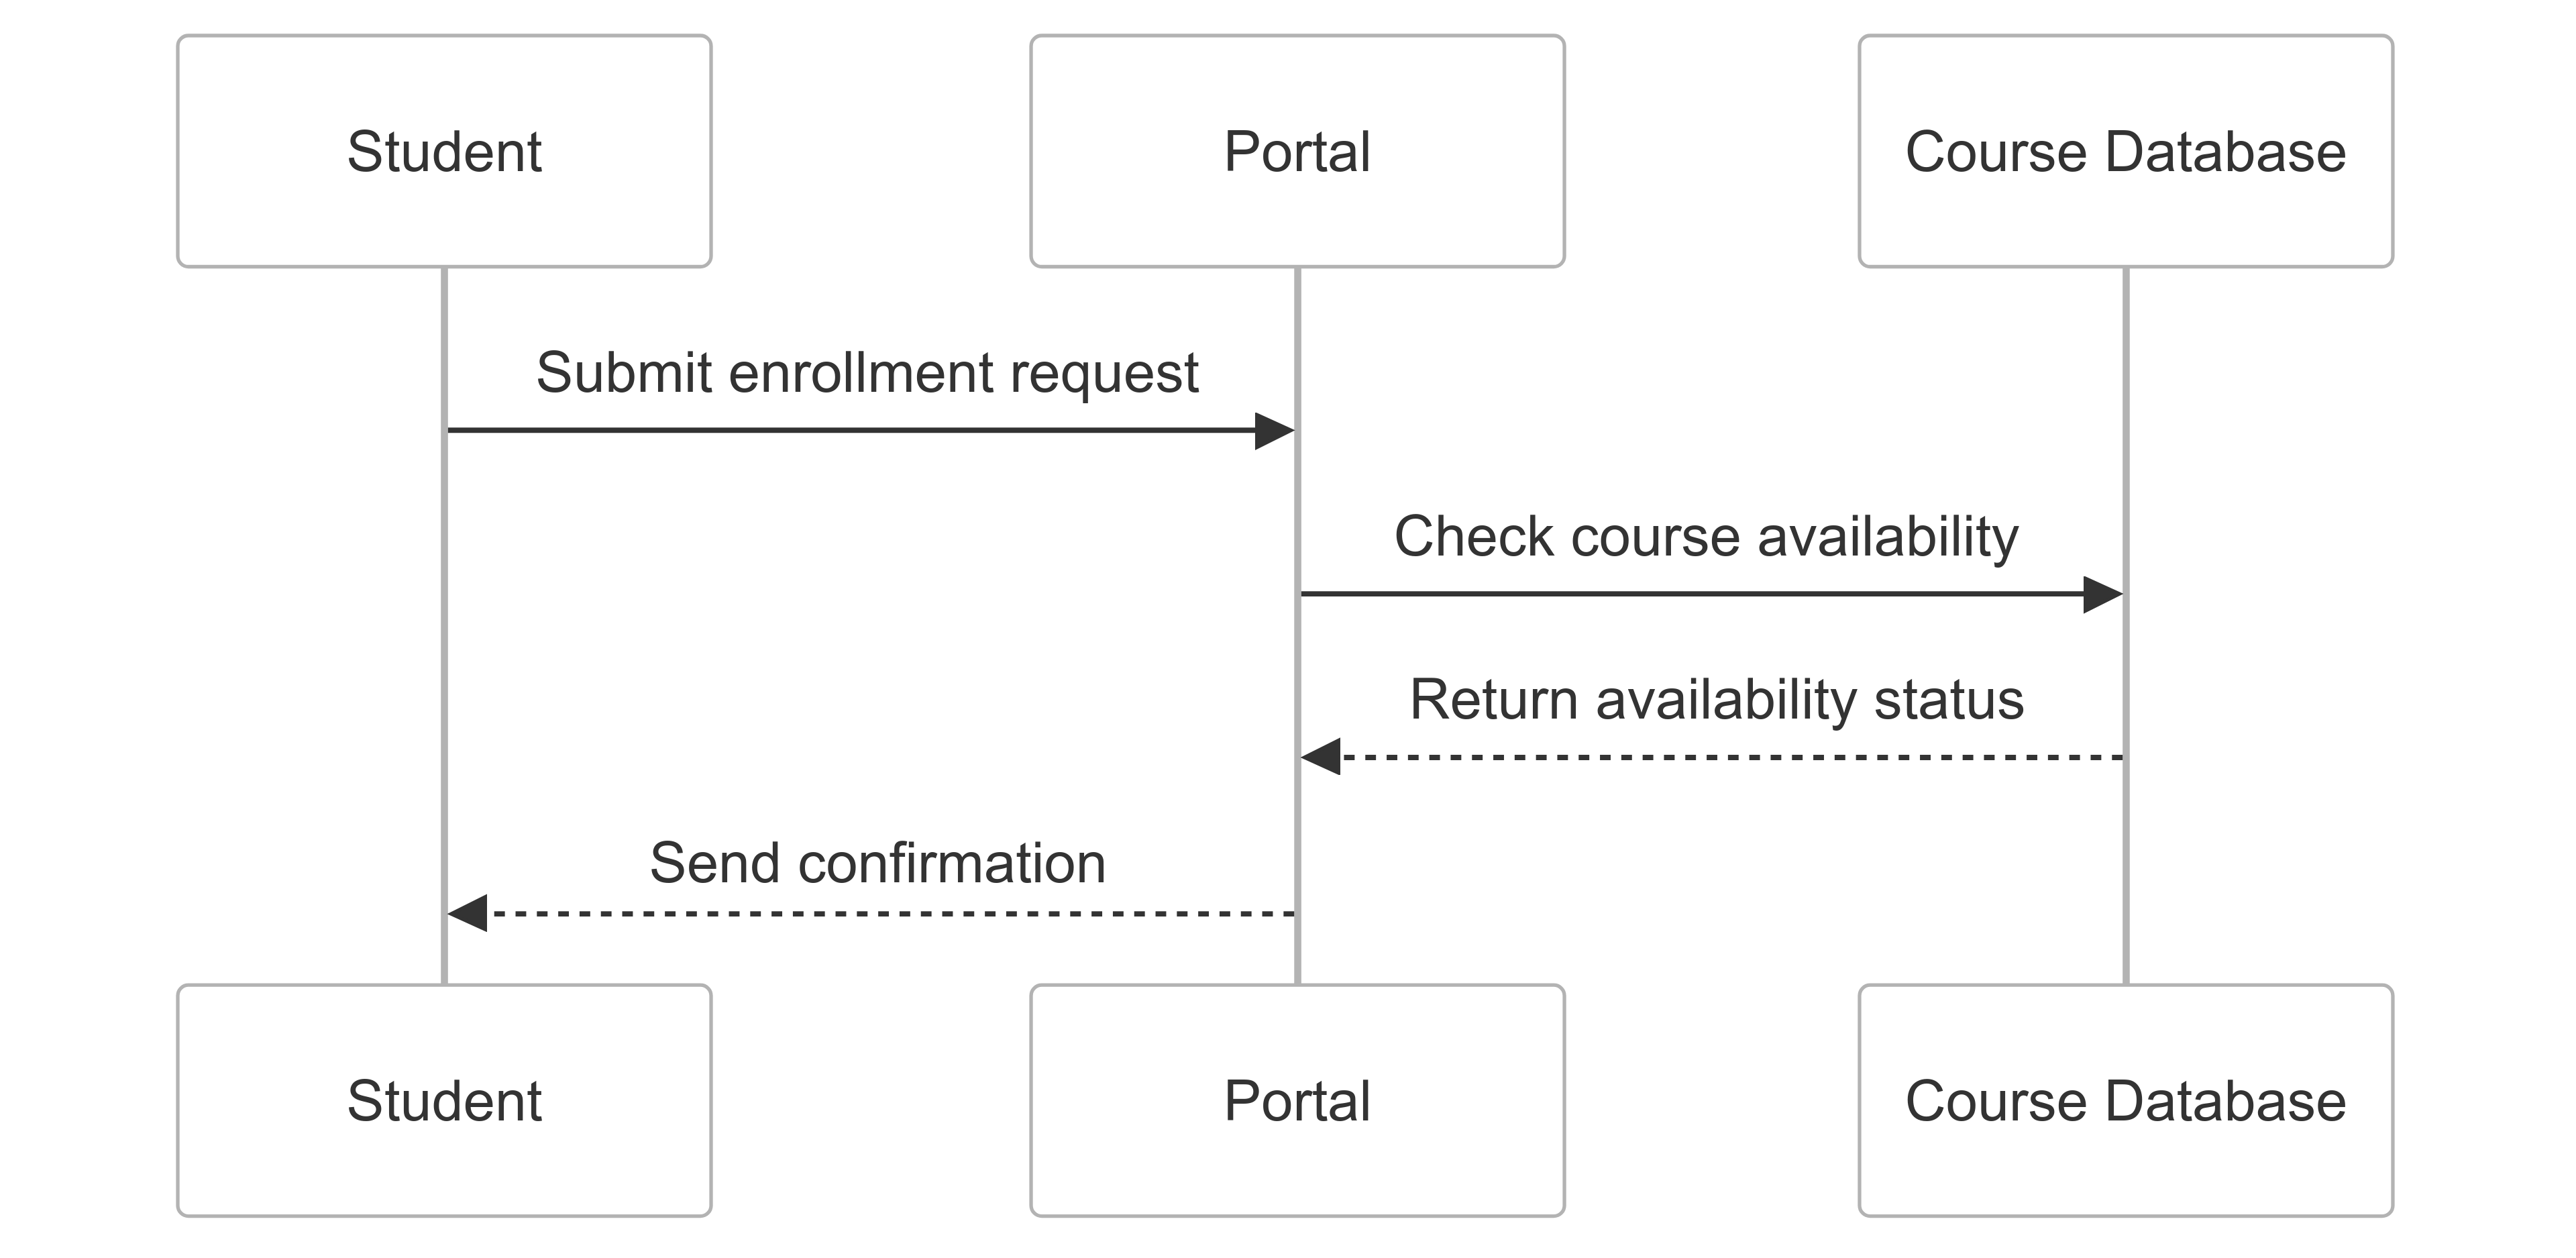 Student
Portal
Course Database
Submit enrollment request
Check course availability
Return availability status
Send confirmation
Student
Portal
Course Database